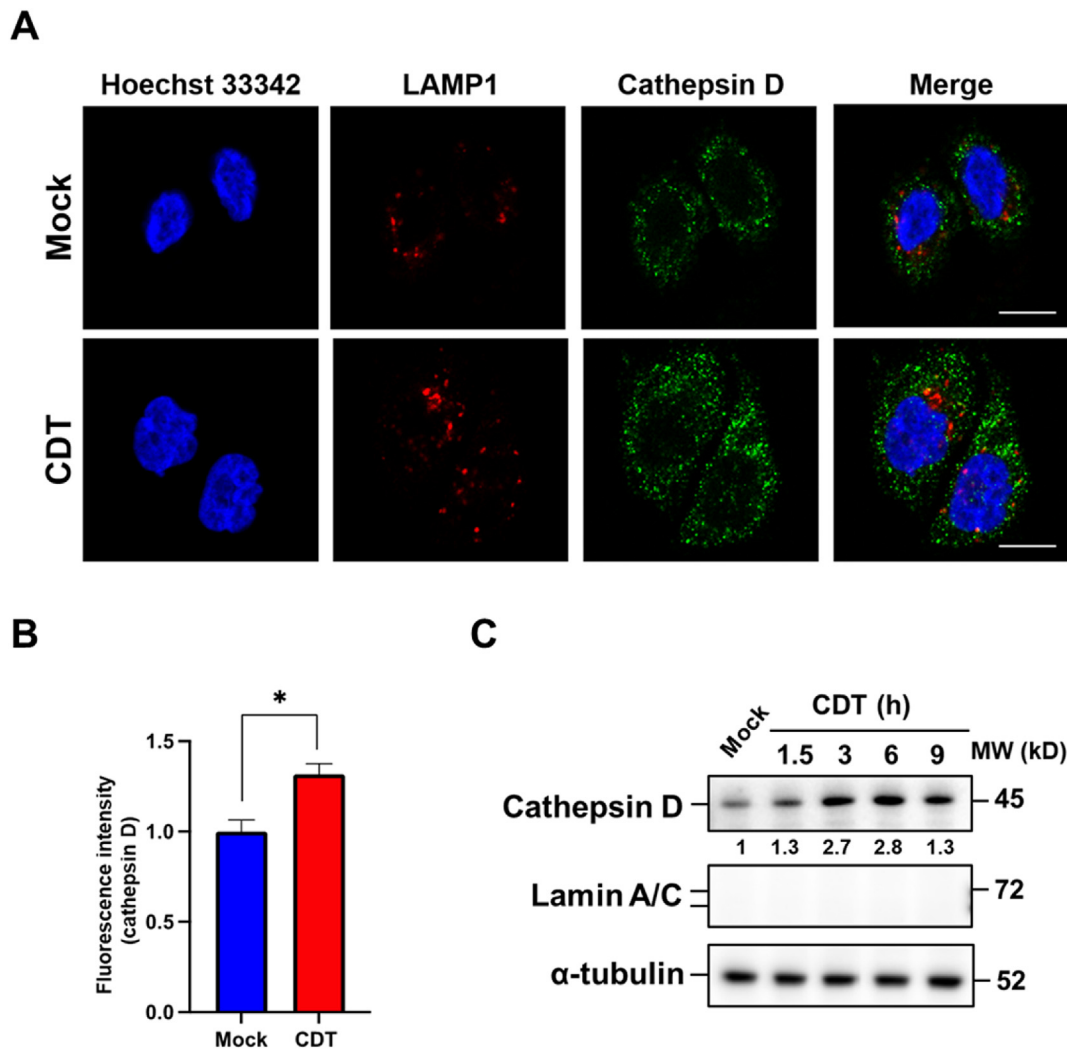 A
Hoechst 33342 LAMP1 Cathepsin D Merge
Mock
CDT
B
*
Fluorescence intensity
(cathepsin D)
1.5
1.0
0.5
0.0
Mock CDT
C
Mock CDT (h)
1.5 3 6 9 MW (kD)
Cathepsin D 45
1 1.3 2.7 2.8 1.3
Lamin A/C 72
α-tubulin 52